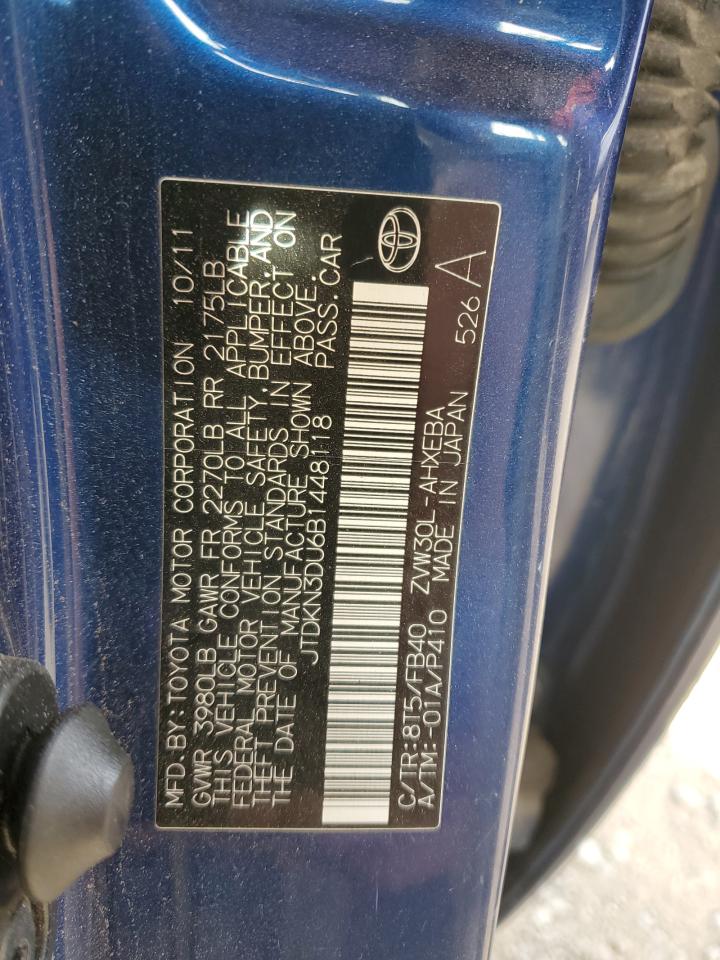 MFD.BY:TOYOTA MOTOR CORPORATION 10/11
GVWR 3980LB GAWR FR 2270LB RR 2175LB
THIS VEHICLE CONFORMS TO ALL APPLICABLE
FEDERAL MOTOR VEHICLE SAFETY,BUMPER,AND
THEFT PREVENTION STANDARDS IN EFFECT ON
THE DATE OF MANUFACTURE SHOWN ABOVE.
JTDKN3DU6B1448118 PASS.CAR
C/TR:8T5/FB40 ZVW30L-AHXEBA
A/TM:-01A/P410 MADE IN JAPAN 526 A